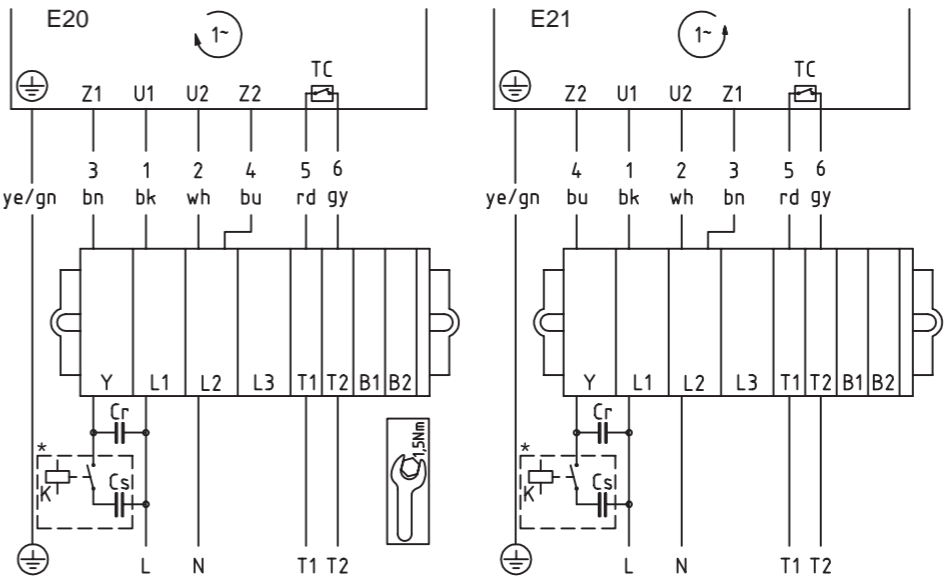 E20 1~ E21 1~
TC TC
Z1 U1 U2 Z2 Z2 U1 U2 Z1
3 1 2 4 5 6 4 1 2 3 5 6
ye/gn bn bk wh bu rd gy ye/gn bu bk wh bn rd gy
Y L1 L2 L3 T1 T2 B1 B2 Y L1 L2 L3 T1 T2 B1 B2
Cr 1,5Nm Cr
* *
K Cs K Cs
L N T1 T2 L N T1 T2